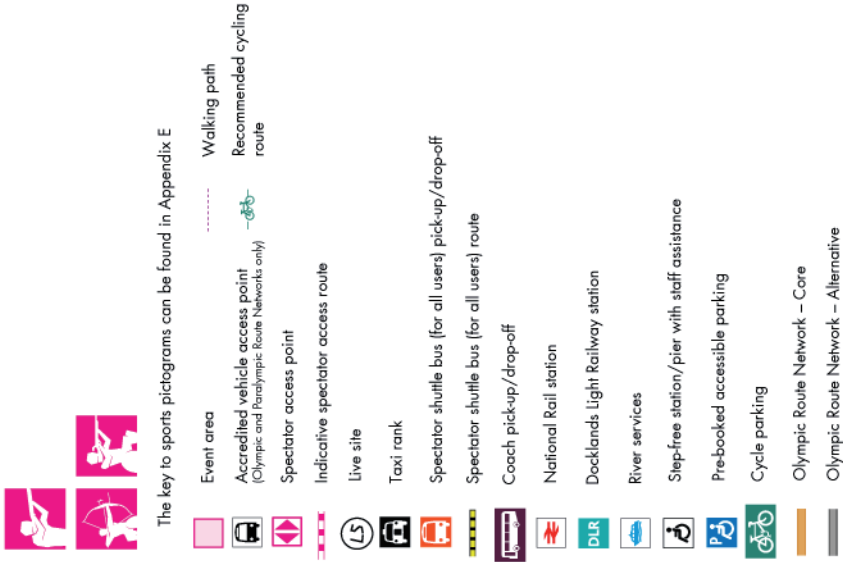 The key to sports pictograms can be found in Appendix E
Event area
Accredited vehicle access point
(Olympic and Paralympic Route Networks only)
Spectator access point
Indicative spectator access route
LS
Live site
Taxi rank
Spectator shuttle bus (for all users) pick-up/drop-off
Spectator shuttle bus (for all users) route
Coach pick-up/drop-off
National Rail station
DLR
Docklands Light Railway station
River services
Step-free station/pier with staff assistance
P
Pre-booked accessible parking
Cycle parking
Olympic Route Network – Core
Olympic Route Network – Alternative
Walking path
Recommended cycling
route